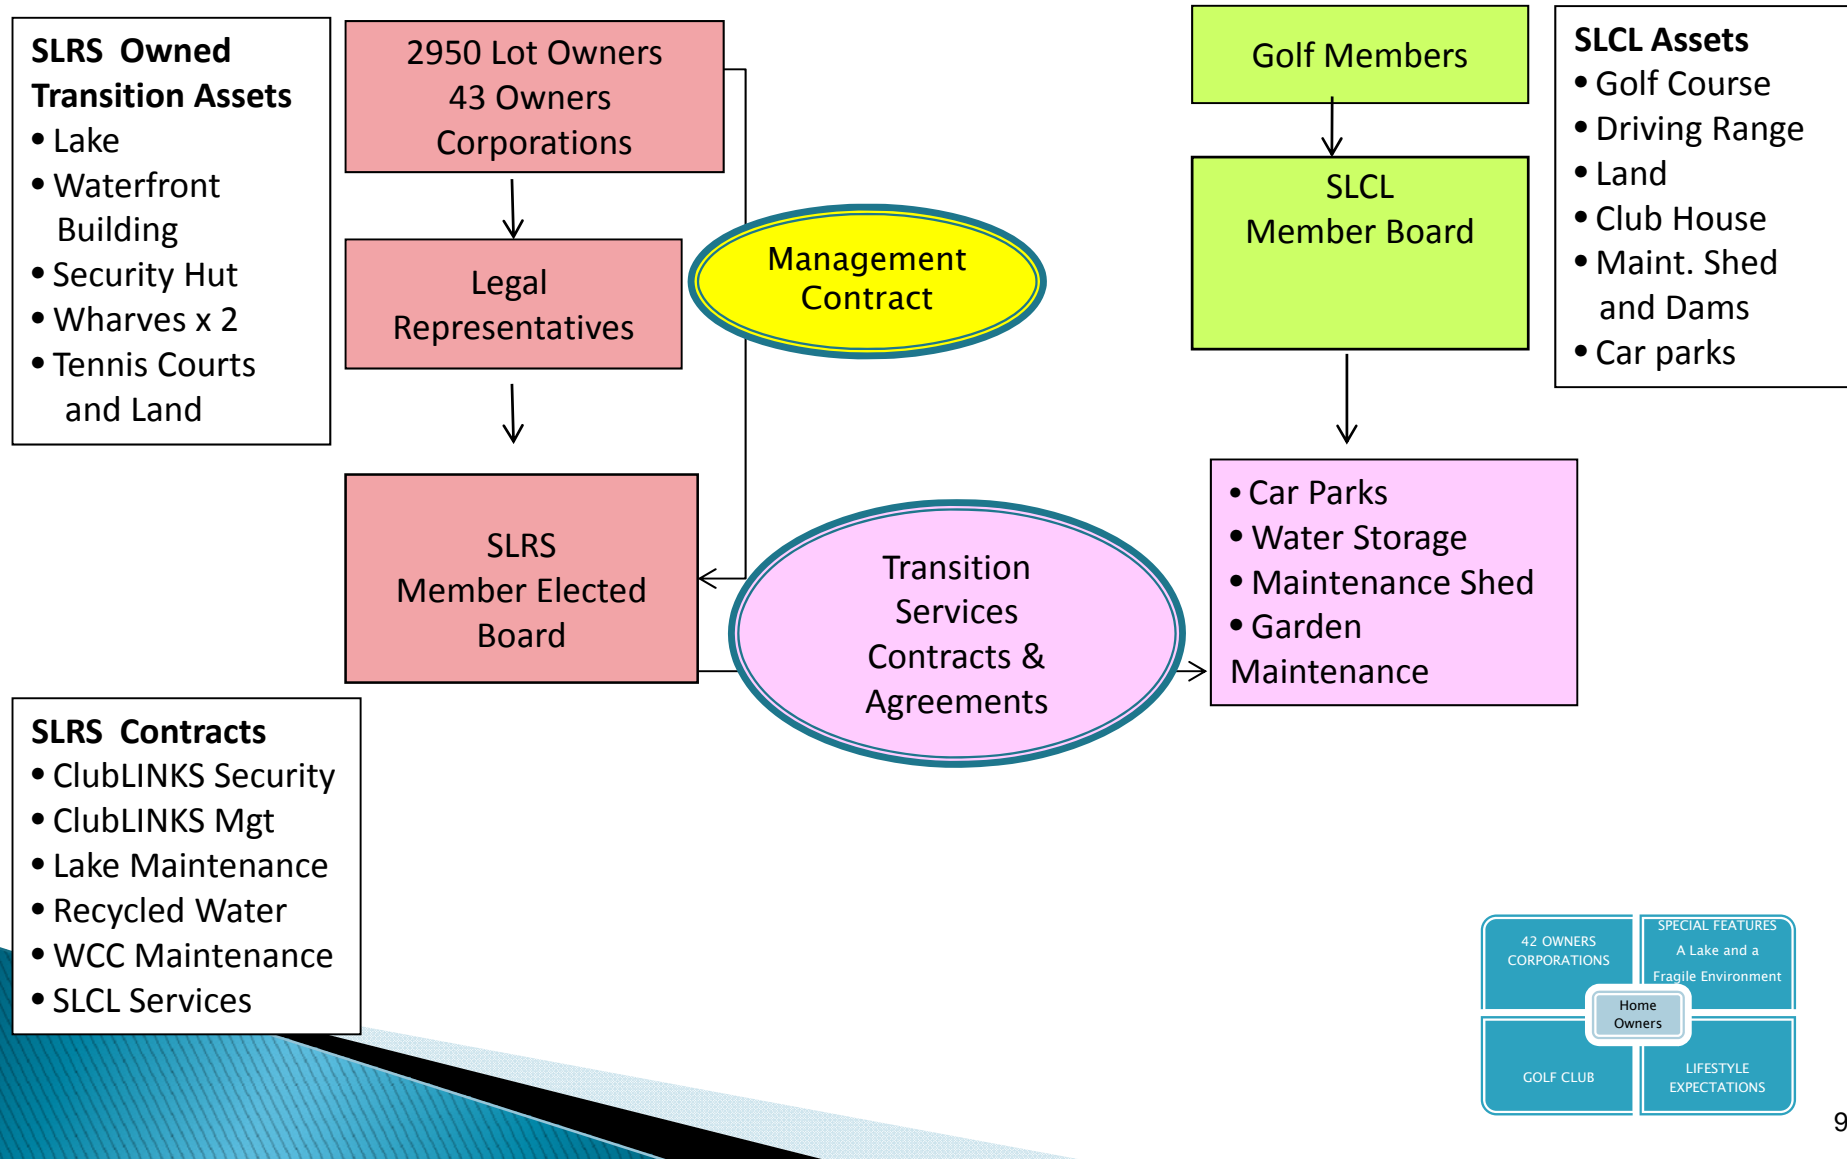 SLRS  Owned
Transition Assets
• Lake
• Waterfront
Building
• Security Hut
• Wharves x 2
• Tennis Courts
and Land
2950 Lot Owners
43 Owners
Corporations
Legal
Representatives
SLRS
Member Elected
Board
Management
Contract
Transition
Services
Contracts &
Agreements
Golf Members
SLCL
Member Board
• Car Parks
• Water Storage
• Maintenance Shed
• Garden
Maintenance
SLCL Assets
• Golf Course
• Driving Range
• Land
• Club House
• Maint. Shed
and Dams
• Car parks
SLRS  Contracts
• ClubLINKS Security
• ClubLINKS Mgt
• Lake Maintenance
• Recycled Water
• WCC Maintenance
• SLCL Services
42 OWNERS
CORPORATIONS
SPECIAL FEATURES
A Lake and a
Fragile Environment
Home
Owners
GOLF CLUB
LIFESTYLE
EXPECTATIONS
9